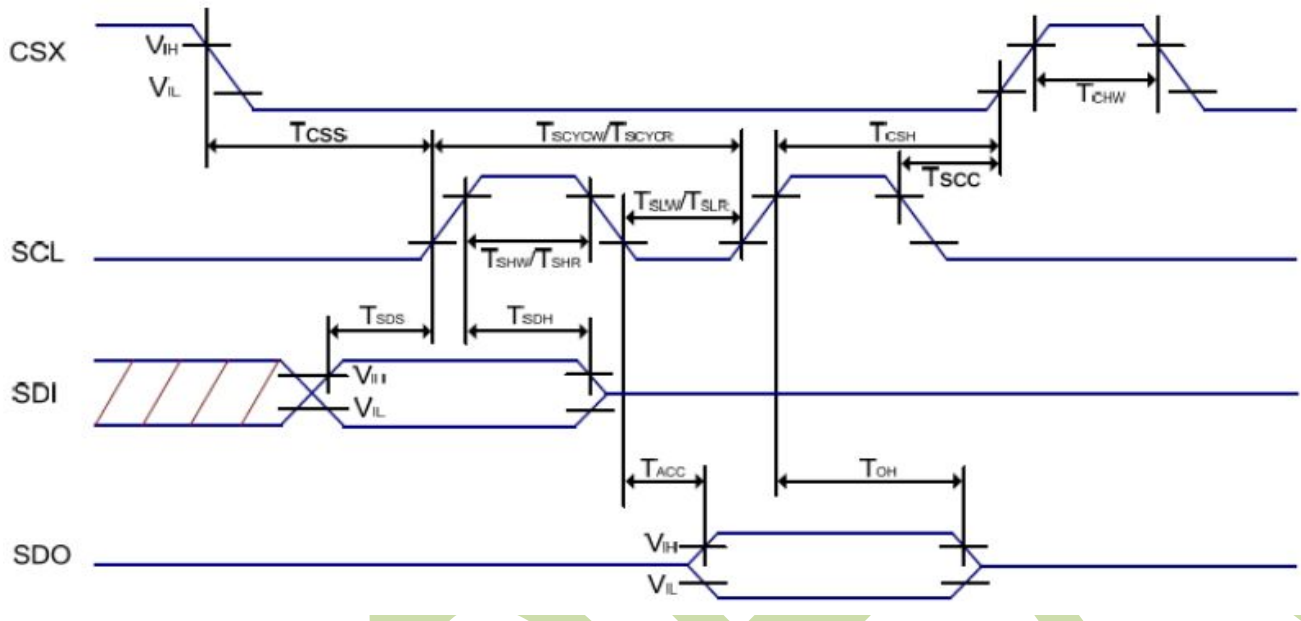 CSX
VIH
VIL
TCHW
TCSS
TSCYCW/TSCYCR
TCSH
TSCC
TSLW/TSLR
SCL
TSHW/TSHR
TSDS
TSDH
SDI
VIH
VIL
TACC
TOH
SDO
VIH
VIL